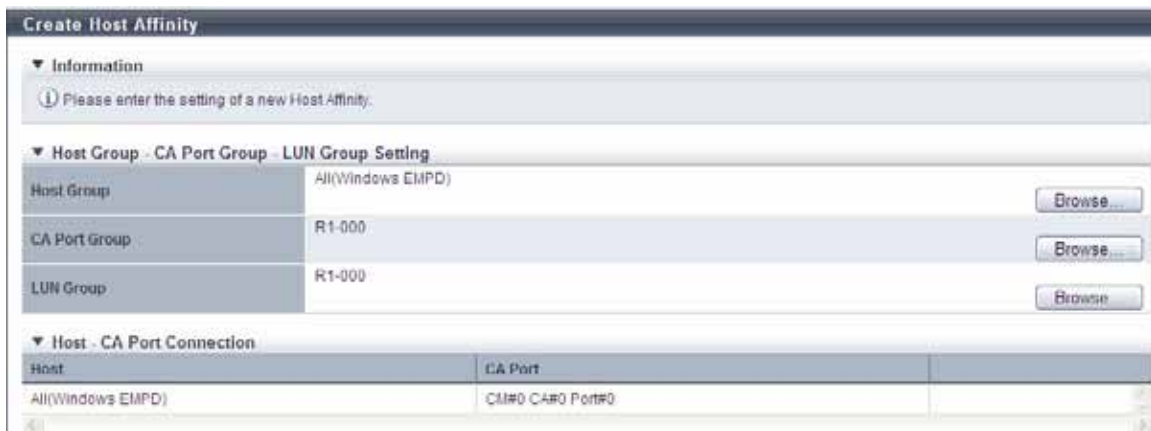 Create Host Affinity
▼ Information
Please enter the setting of a new Host Affinity.
▼ Host Group - CA Port Group - LUN Group Setting
Host Group All(Windows EMPD) Browse...
CA Port Group R1-000 Browse...
LUN Group R1-000 Browse...
▼ Host - CA Port Connection
Host CA Port
All(Windows EMPD) CM#0 CA#0 Port#0